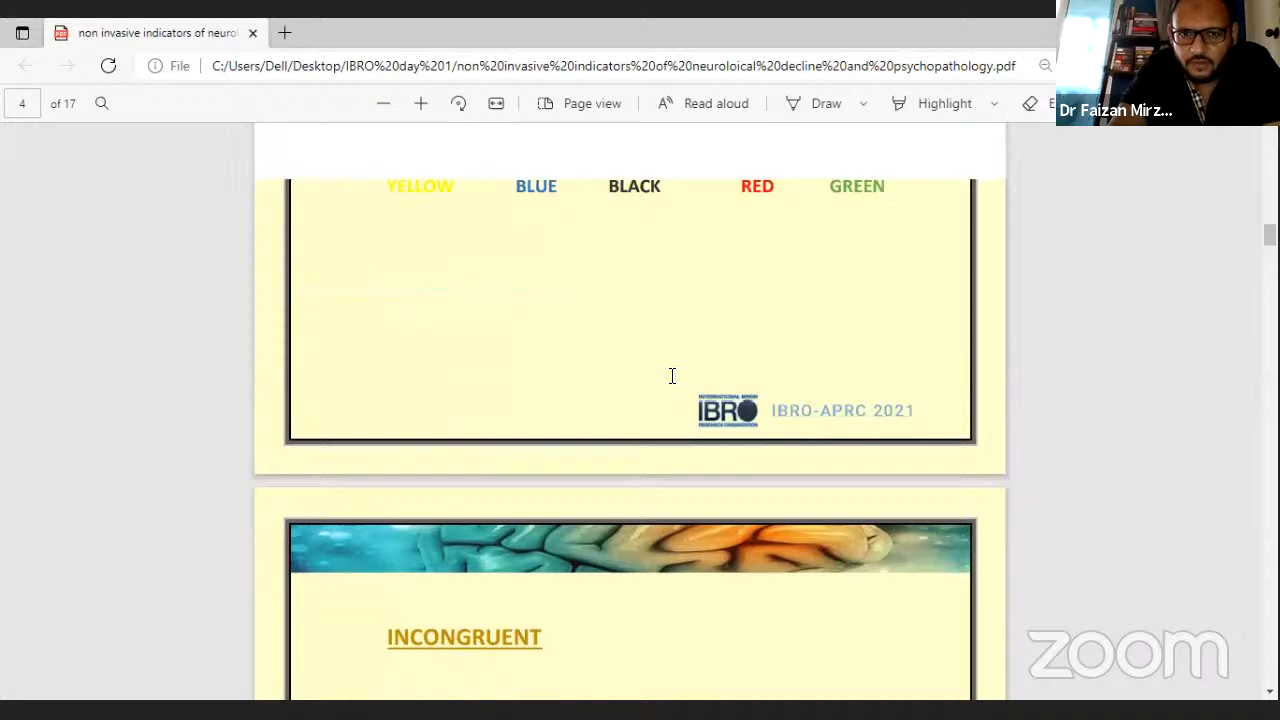 non invasive indicators of neuro
File C:/Users/Dell/Desktop/IBRO%20day%201/non%20invasive%20indicators%20of%20neuroloical%20decline%20and%20psychopathology.pdf
Dr Faizan Mirz...
4 of 17 Page view Read aloud Draw Highlight E
YELLOW BLUE BLACK RED GREEN
INTERNATIONAL BRAIN
IBRO IBRO-APRC 2021
RESEARCH ORGANIZATION
INCONGRUENT
zoom